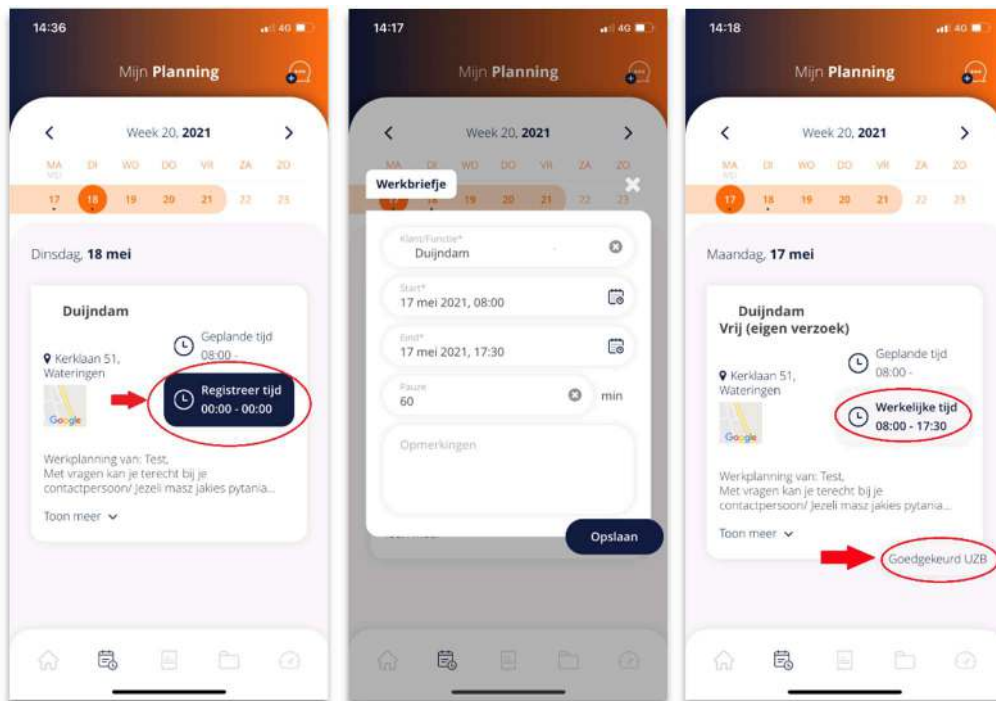 14:36
4G
Mijn Planning
Week 20, 2021
MA DI WO DO VR ZA ZO
17 18 19 20 21 22 23
Dinsdag, 18 mei
Duijndam
Kerklaan 51,
Wateringen
Google
Geplande tijd
08:00 -
Registreer tijd
00:00 - 00:00
Werkplanning van: Test,
Met vragen kan je terecht bij je
contactpersoon/ Jezeli masz jakies pytania...
Toon meer
14:17
4G
Mijn Planning
Week 20, 2021
MA DI WO DO VR ZA ZO
17 18 19 20 21 22 23
Werkbriefje
Klant/Functie*
Duijndam
Start*
17 mei 2021, 08:00
Eind*
17 mei 2021, 17:30
Pauze
60
min
Opmerkingen
Opslaan
14:18
4G
Mijn Planning
Week 20, 2021
MA DI WO DO VR ZA ZO
17 18 19 20 21 22 23
Maandag, 17 mei
Duijndam
Vrij (eigen verzoek)
Kerklaan 51,
Wateringen
Google
Geplande tijd
08:00 -
Werkelijke tijd
08:00 - 17:30
Werkplanning van: Test,
Met vragen kan je terecht bij je
contactpersoon/ Jezeli masz jakies pytania...
Toon meer
Goedgekeurd UZB